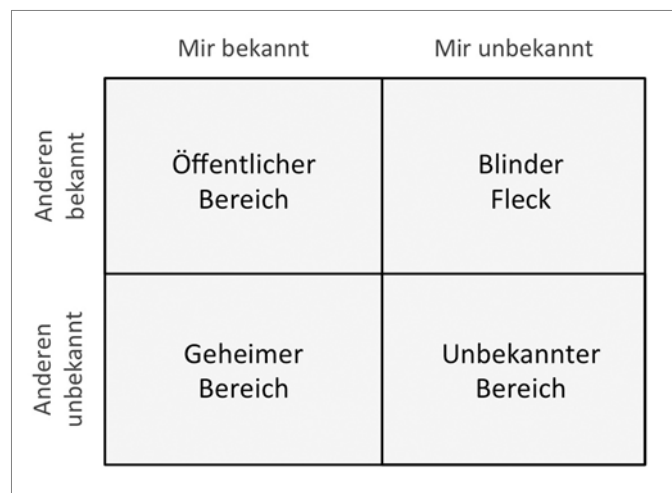 Mir bekannt
Mir unbekannt
Anderen
bekannt
Öffentlicher
Bereich
Blinder
Fleck
Anderen
unbekannt
Geheimer
Bereich
Unbekannter
Bereich